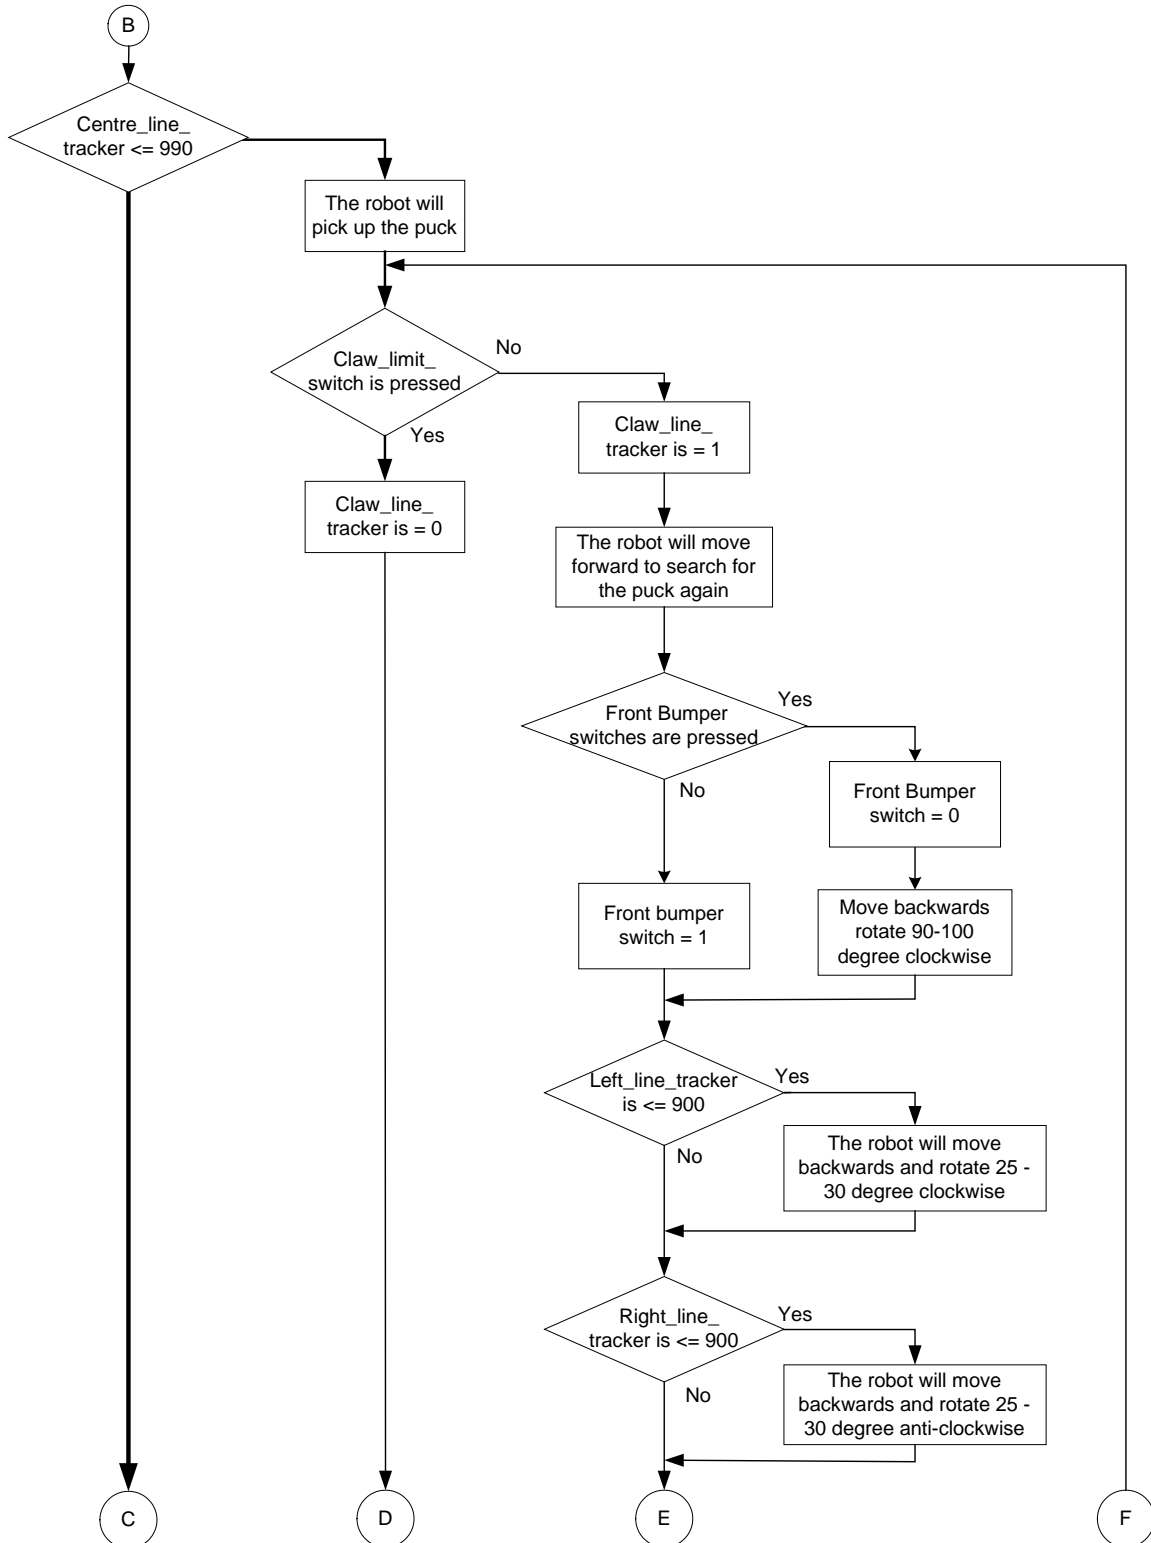 B
Centre_line_
tracker <= 990
The robot will
pick up the puck
Claw_limit_
switch is pressed
No
Yes
Claw_line_
tracker is = 1
Claw_line_
tracker is = 0
The robot will move
forward to search for
the puck again
Front Bumper
switches are pressed
Yes
No
Front Bumper
switch = 0
Front bumper
switch = 1
Move backwards
rotate 90-100
degree clockwise
Left_line_tracker
is <= 900
Yes
No
The robot will move
backwards and rotate 25 -
30 degree clockwise
Right_line_
tracker is <= 900
Yes
No
The robot will move
backwards and rotate 25 -
30 degree anti-clockwise
C
D
E
F